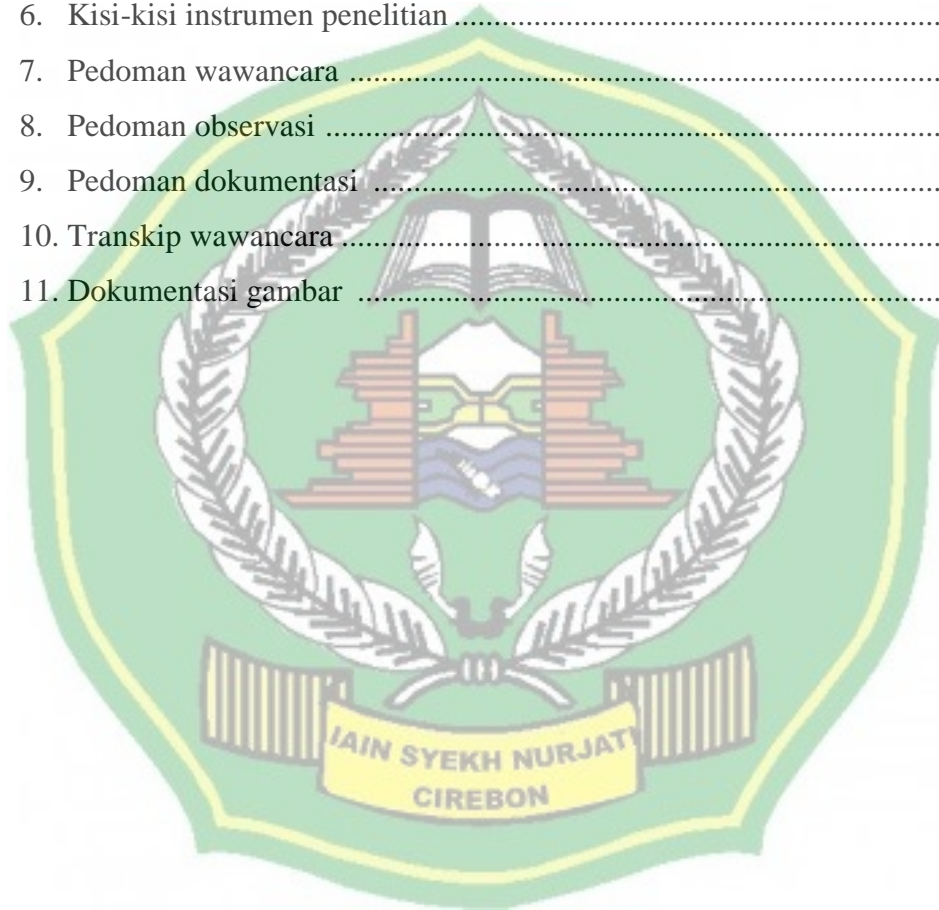 6. Kisi-kisi instrumen penelitian ........................................................
7. Pedoman wawancara ........................................................................
8. Pedoman observasi ...........................................................................
9. Pedoman dokumentasi .....................................................................
10. Transkip wawancara .......................................................................
11. Dokumentasi gambar .....................................................................
IAIN SYEKH NURJATI
CIREBON